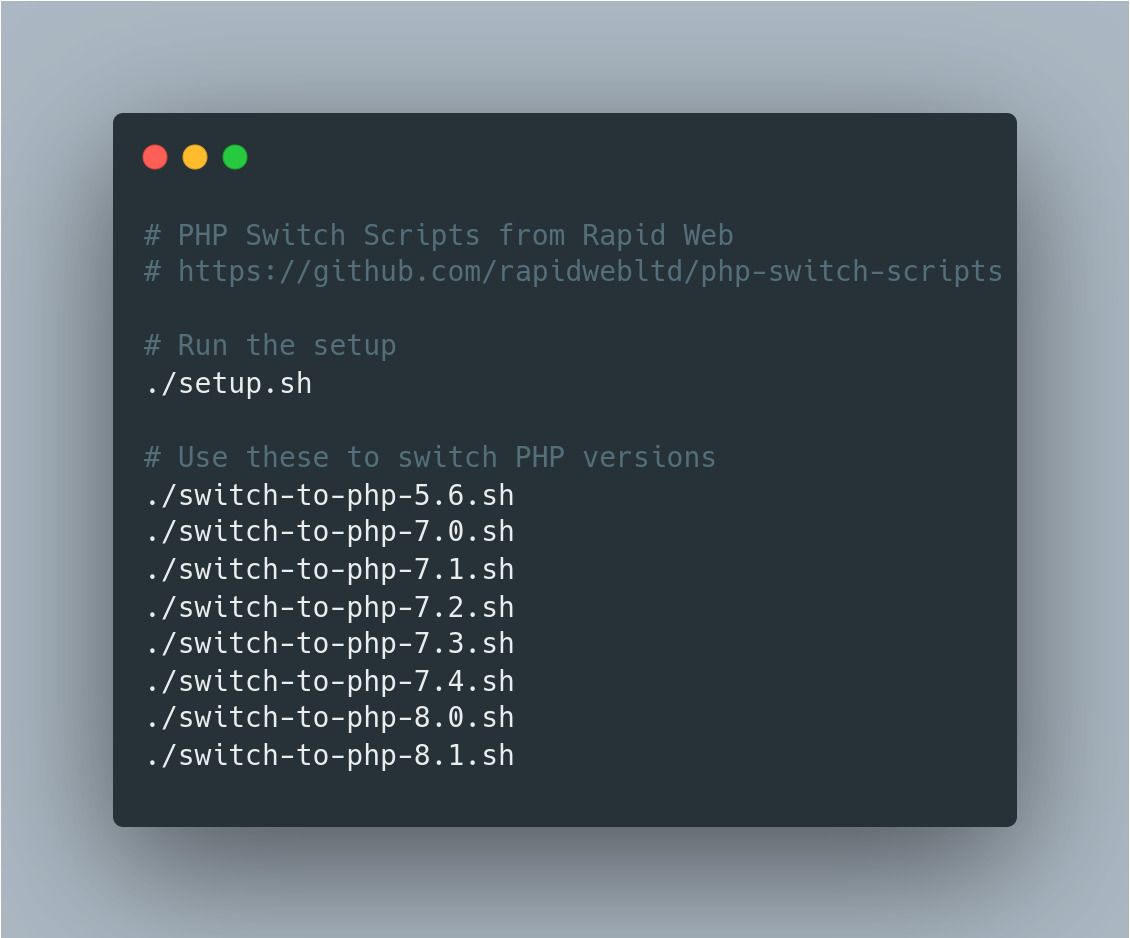 # PHP Switch Scripts from Rapid Web
# https://github.com/rapidwebltd/php-switch-scripts
# Run the setup
./setup.sh
# Use these to switch PHP versions
./switch-to-php-5.6.sh
./switch-to-php-7.0.sh
./switch-to-php-7.1.sh
./switch-to-php-7.2.sh
./switch-to-php-7.3.sh
./switch-to-php-7.4.sh
./switch-to-php-8.0.sh
./switch-to-php-8.1.sh